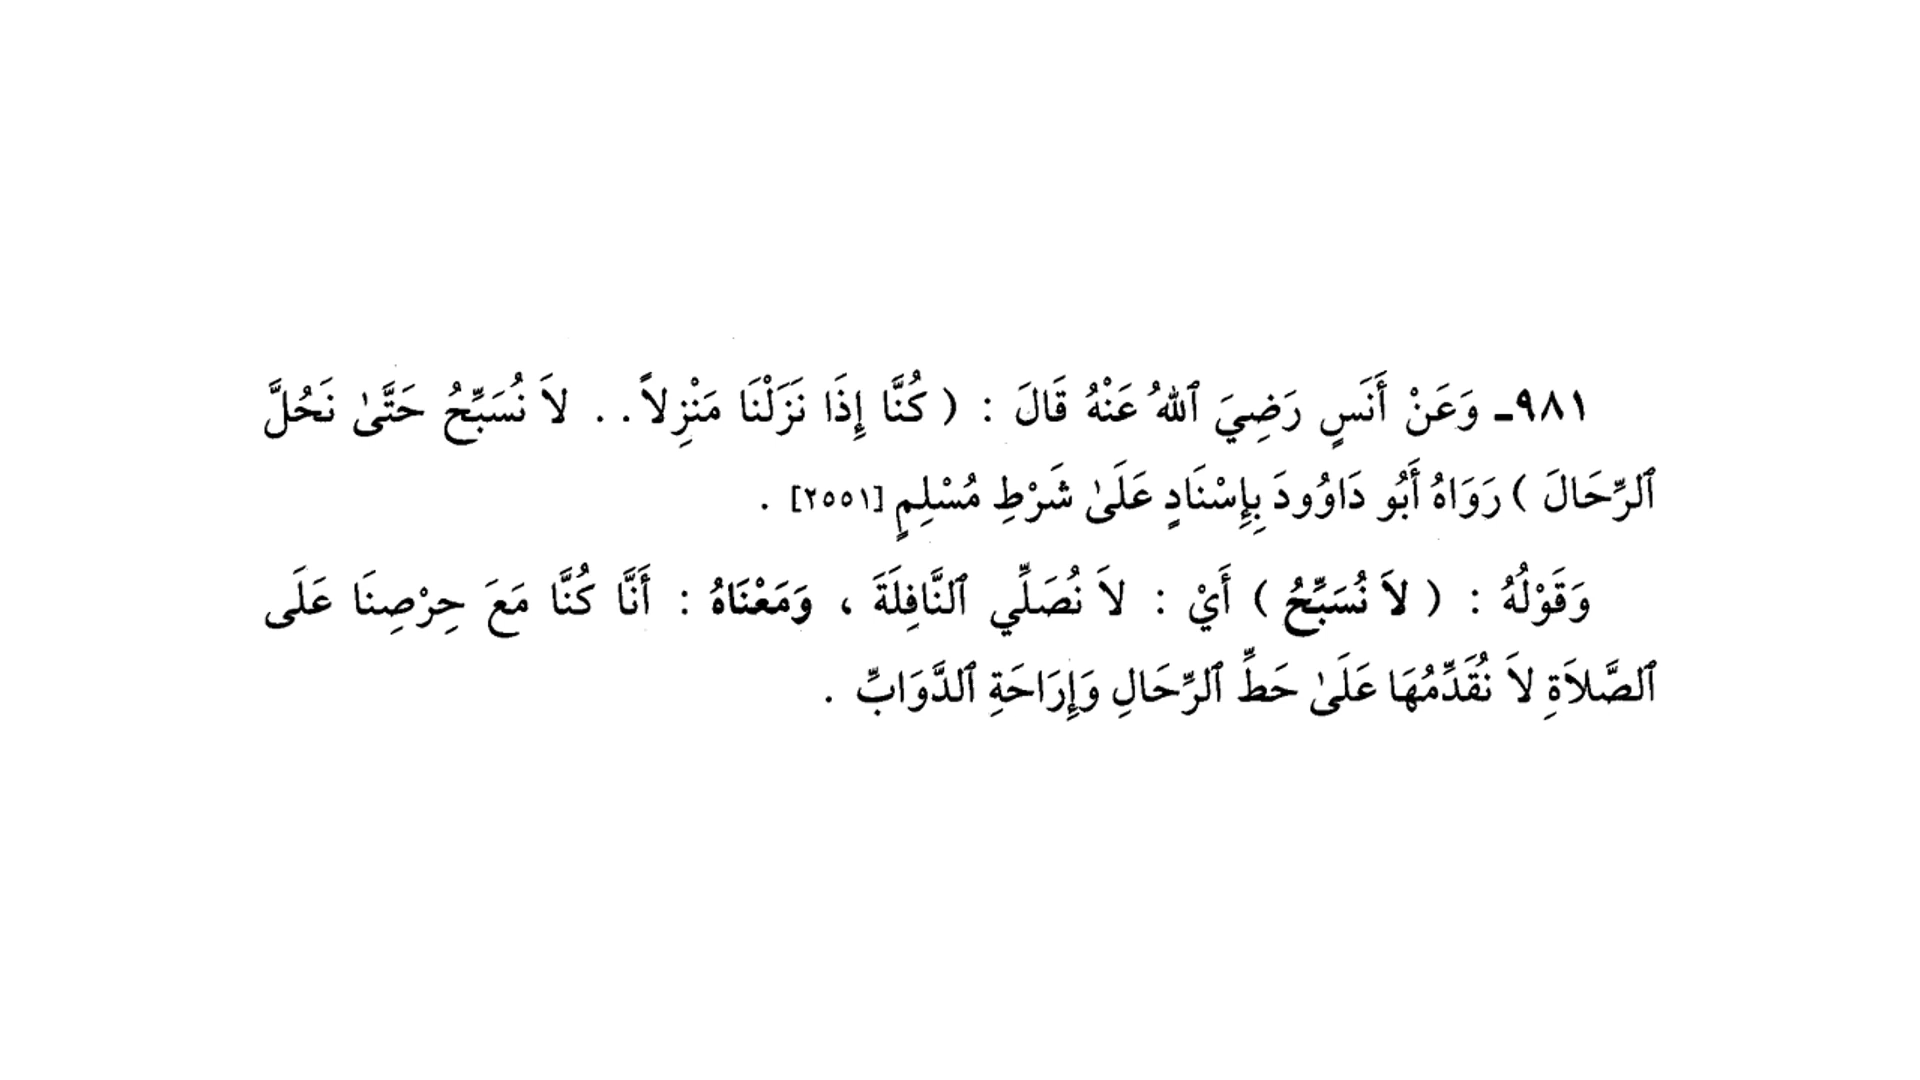 ٩٨١ـ وَعَنْ أَنَسٍ رَضِيَ ٱللهُ عَنْهُ قَالَ : ( كُنَّا إِذَا نَزَلْنَا مَنْزِلاً . . لاَ نُسَبِّحُ حَتَّىٰ نَحُلَّ
ٱلرِّحَالَ ) رَوَاهُ أَبُو دَاوُودَ بِإِسْنَادٍ عَلَىٰ شَرْطِ مُسْلِمٍ [٢٥٥١] .
وَقَوْلُهُ : ( لاَ نُسَبِّحُ ) أَيْ : لاَ نُصَلِّي ٱلنَّافِلَةَ ، وَمَعْنَاهُ : أَنَّا كُنَّا مَعَ حِرْصِنَا عَلَى
ٱلصَّلاَةِ لاَ نُقَدِّمُهَا عَلَىٰ حَطِّ ٱلرِّحَالِ وَإِرَاحَةِ ٱلدَّوَابِّ .